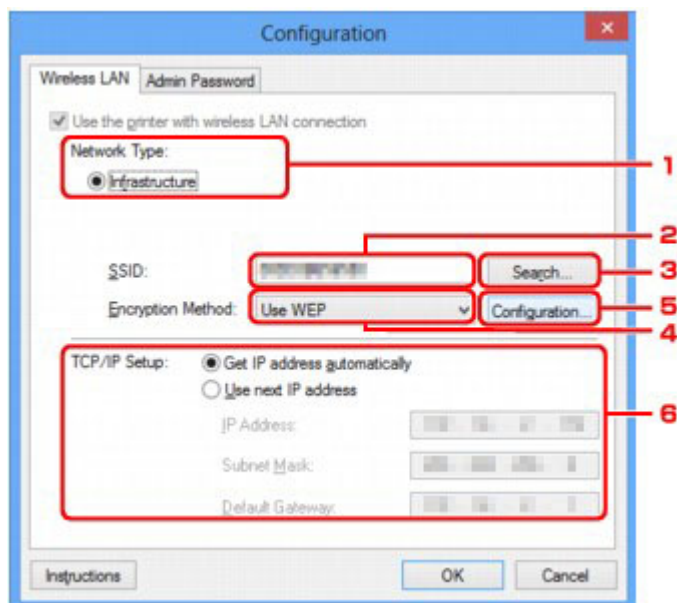 Configuration
Wireless LAN
Admin Password
Use the printer with wireless LAN connection
Network Type:
1
Infrastructure
2
SSID:
Search...
3
Encryption Method:
Use WEP
Configuration...
5
4
TCP/IP Setup:
Get IP address automatically
Use next IP address
6
IP Address:
Subnet Mask:
Default Gateway:
Instructions
OK
Cancel